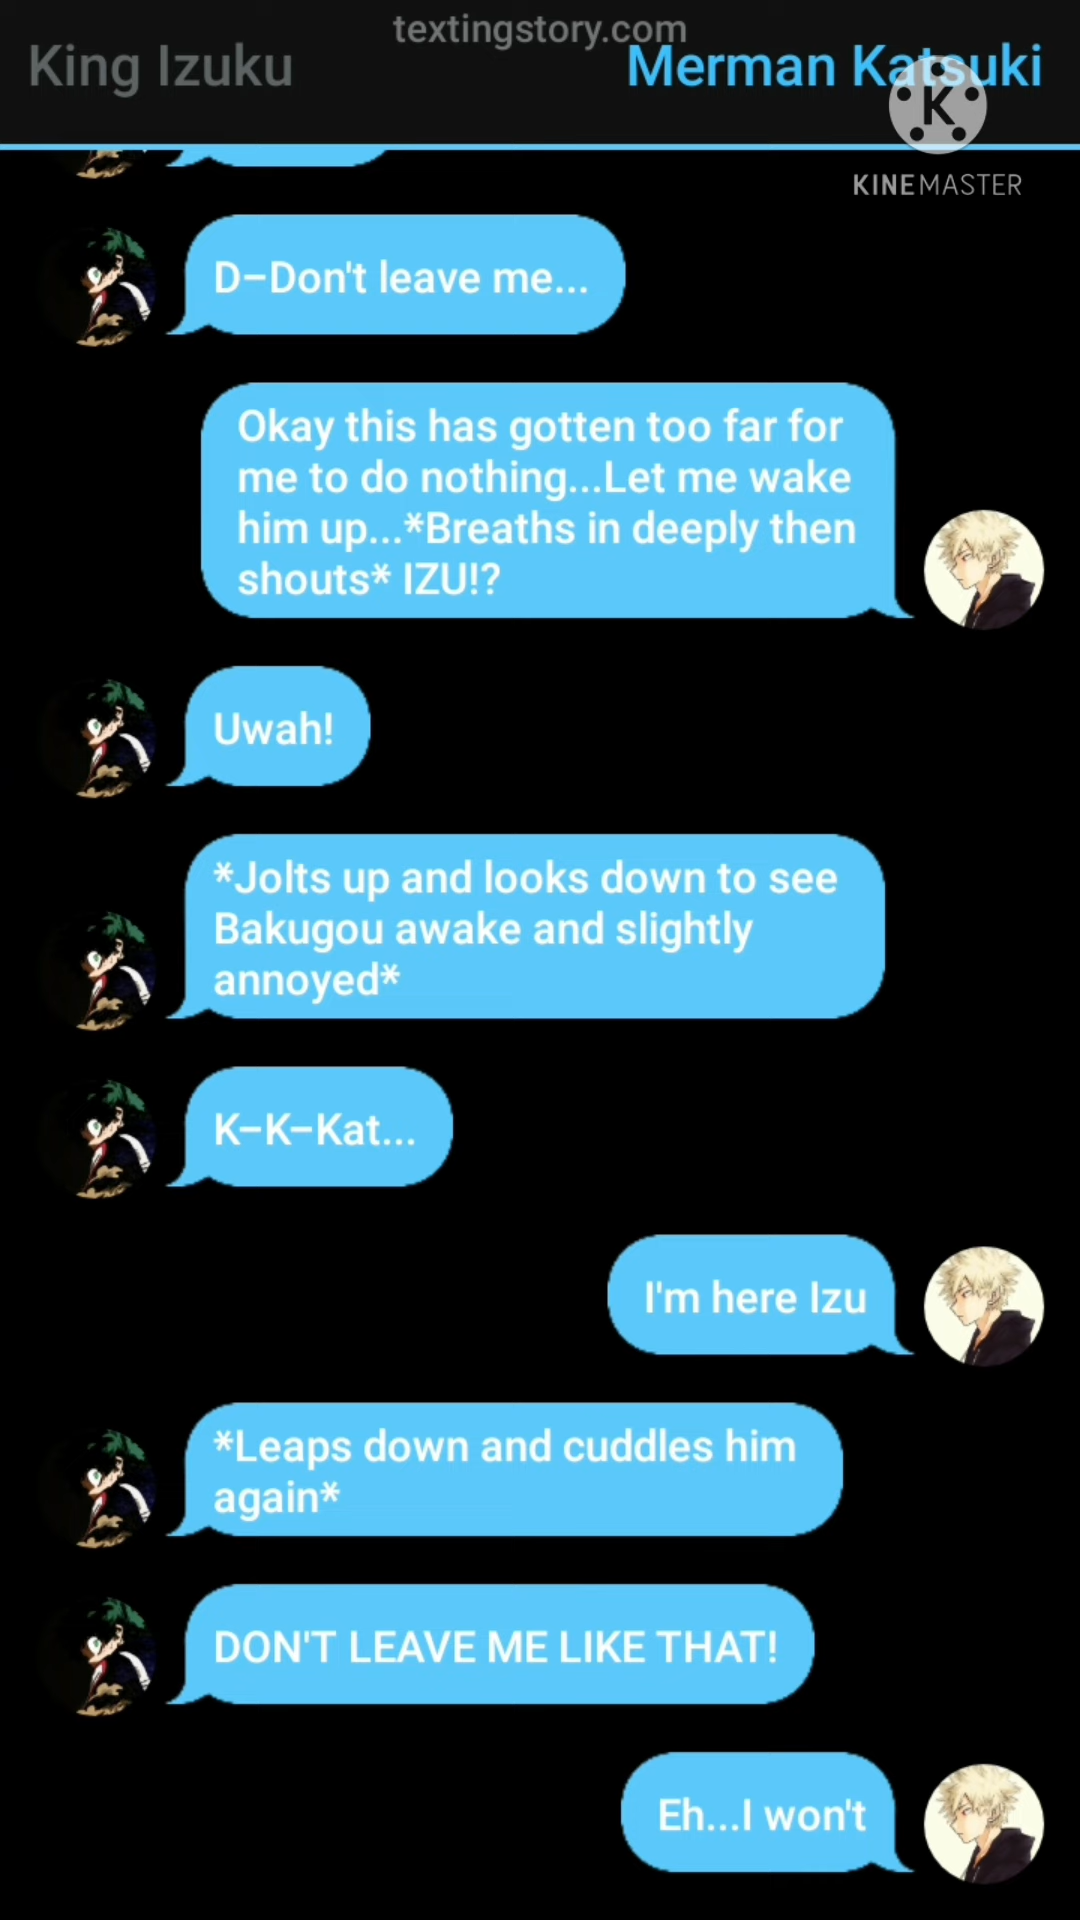 textingstory.com
King Izuku
Merman Katsuki
K
KINEMASTER
D–Don't leave me...
Okay this has gotten too far for
me to do nothing...Let me wake
him up...*Breaths in deeply then
shouts* IZU!?
Uwah!
*Jolts up and looks down to see
Bakugou awake and slightly
annoyed*
K–K–Kat...
I'm here Izu
*Leaps down and cuddles him
again*
DON'T LEAVE ME LIKE THAT!
Eh...I won't